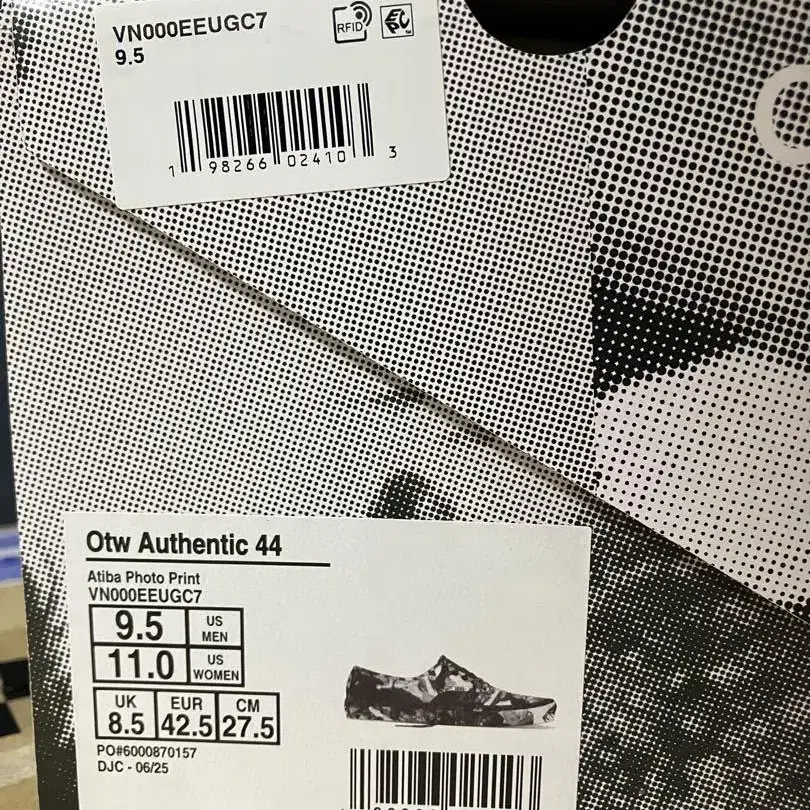 VN000EEUGC7
9.5
RFID
1 98266 02410 3
Otw Authentic 44
Atiba Photo Print
VN000EEUGC7
9.5 US MEN
11.0 US WOMEN
UK EUR CM
8.5 42.5 27.5
PO#6000870157
DJC - 06/25